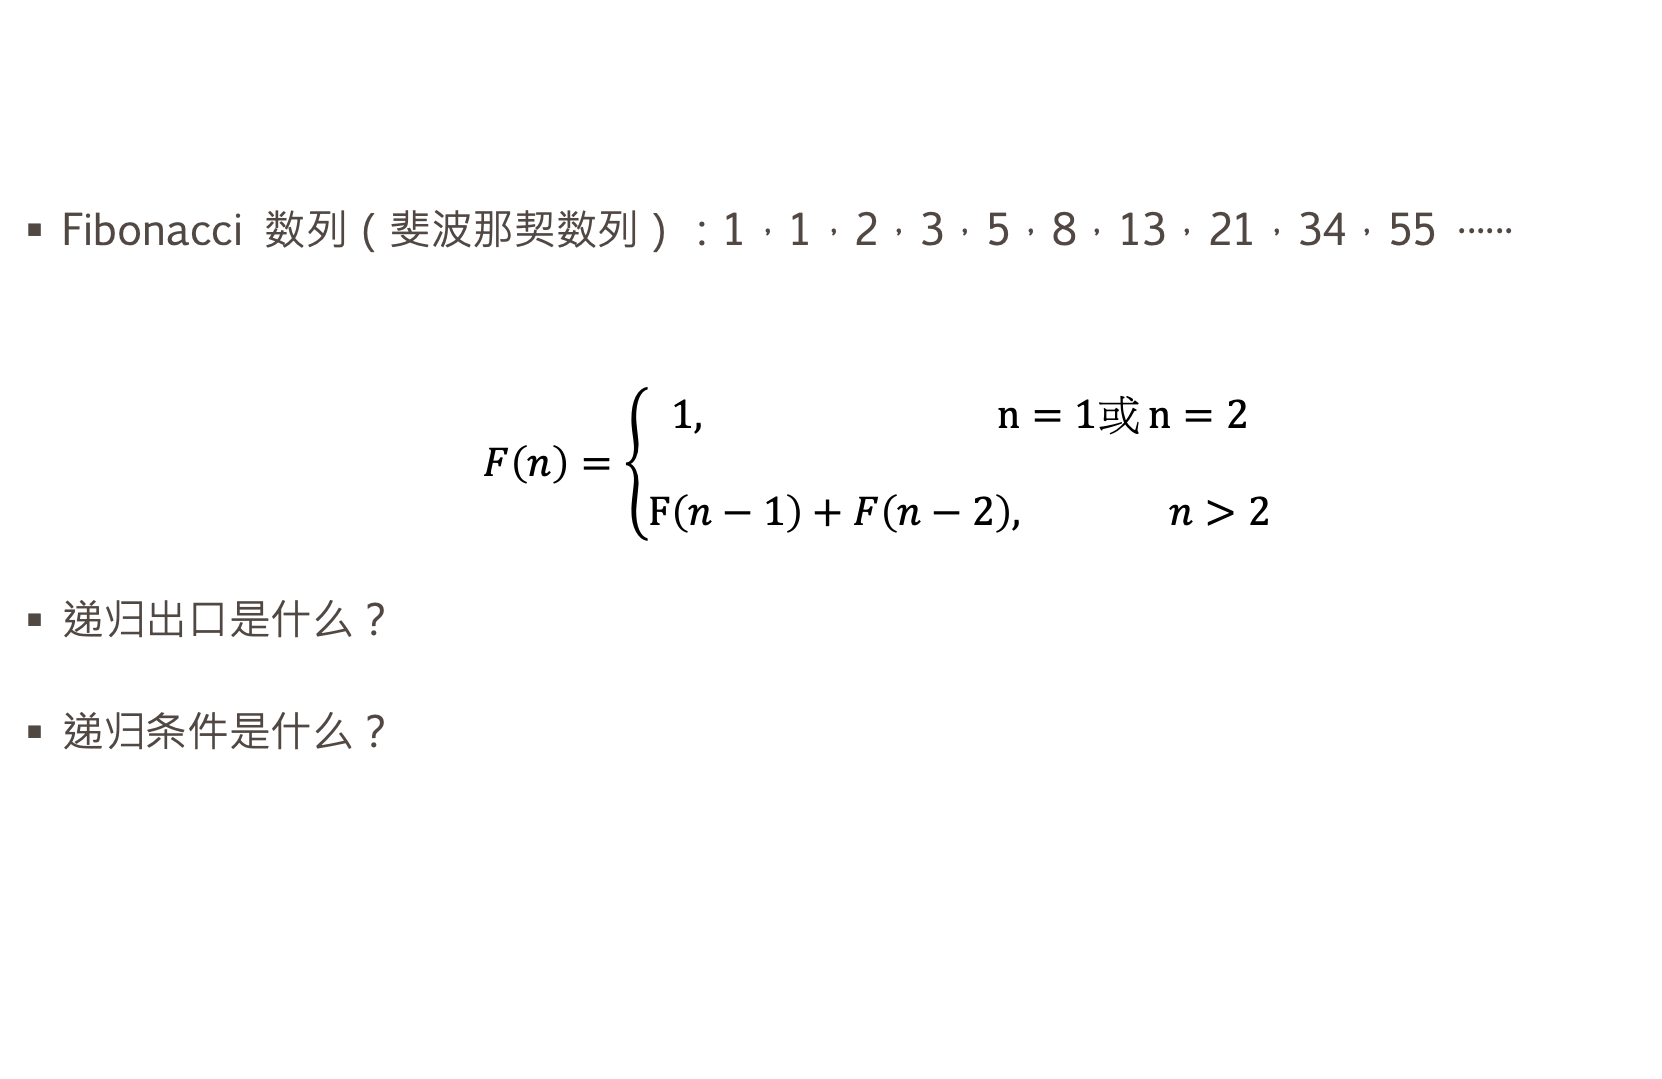 ▪ Fibonacci 数列（斐波那契数列）：1，1，2，3，5，8，13，21，34，55 ……
1, n = 1或 n = 2
F(n) = {
F(n − 1) + F(n − 2), n > 2
▪ 递归出口是什么？
▪ 递归条件是什么？